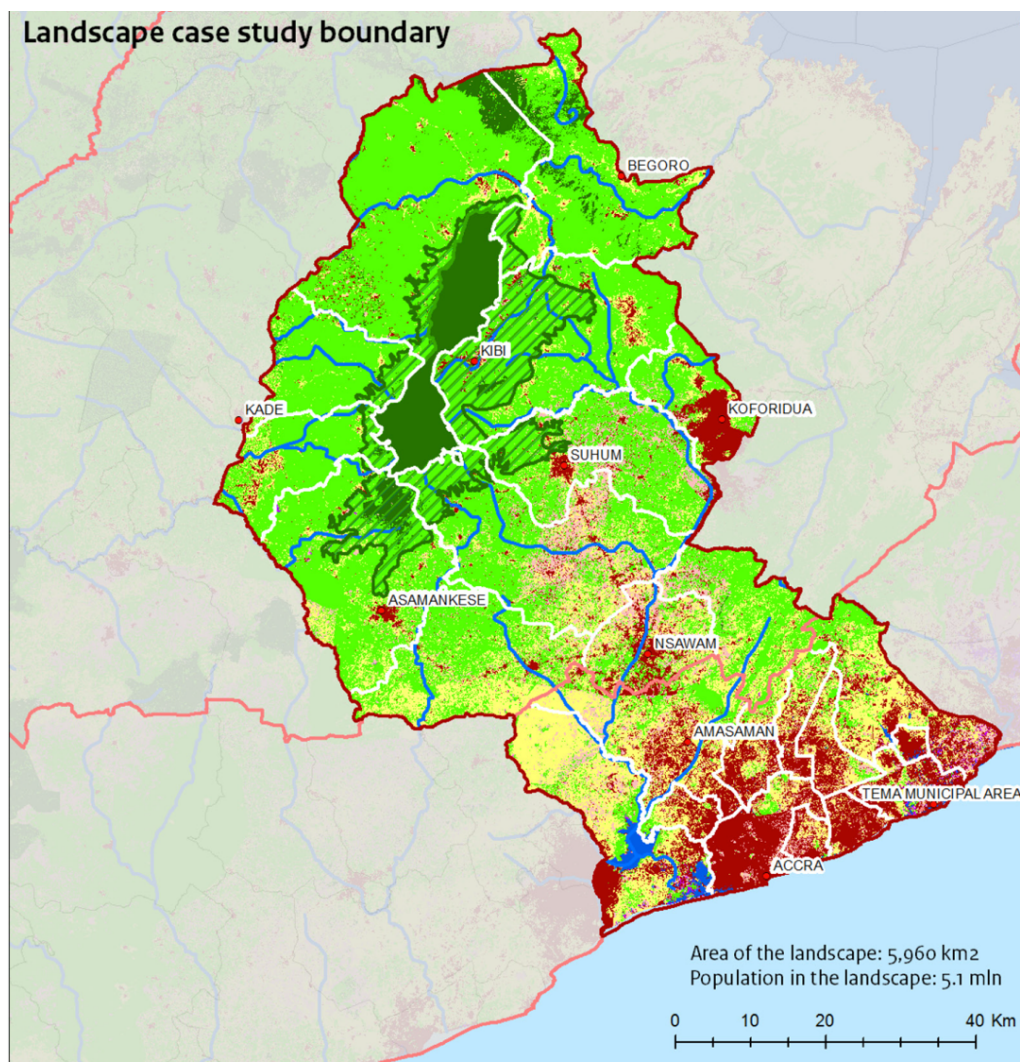 Landscape case study boundary
BEGORO
KIBI
KADE
KOFORIDUA
SUHUM
ASAMANKESE
NSAWAM
AMASAMAN
TEMA MUNICIPAL AREA
ACCRA
Area of the landscape: 5,960 km2
Population in the landscape: 5.1 mln
0 10 20 40 Km